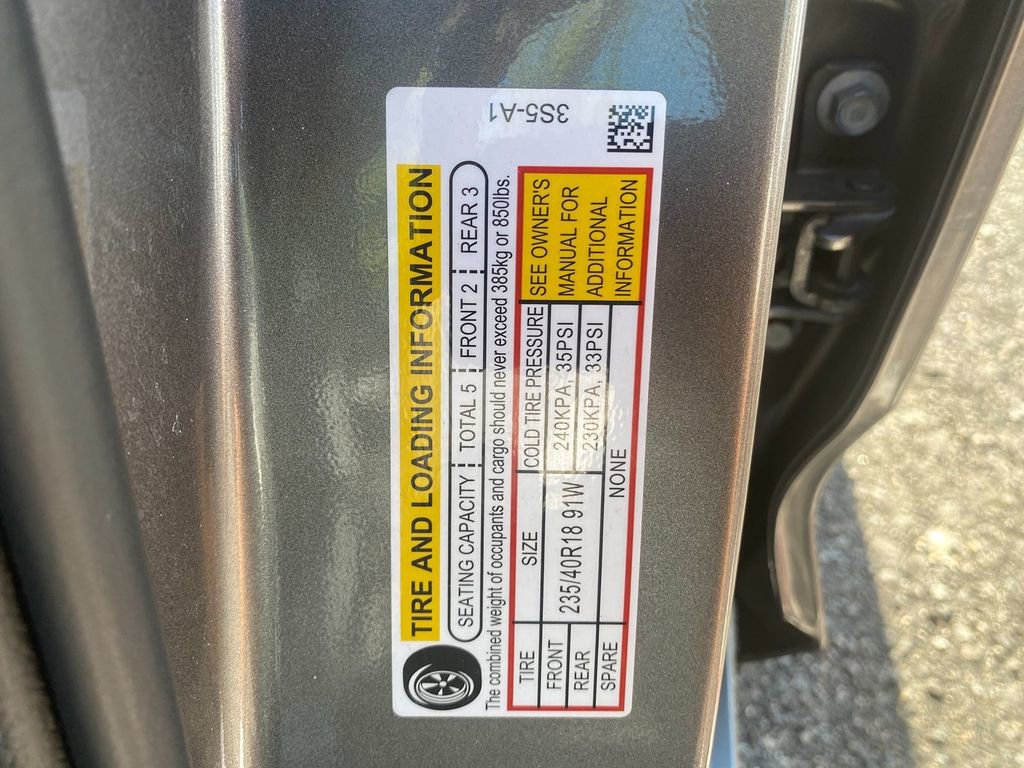 3S5-A1
TIRE AND LOADING INFORMATION
SEATING CAPACITY TOTAL 5 FRONT 2 REAR 3
The combined weight of occupants and cargo should never exceed 385kg or 850lbs.
TIRE SIZE COLD TIRE PRESSURE
FRONT 235/40R18 91W 240KPA, 35PSI
REAR 230KPA, 33PSI
SPARE NONE
SEE OWNER'S
MANUAL FOR
ADDITIONAL
INFORMATION